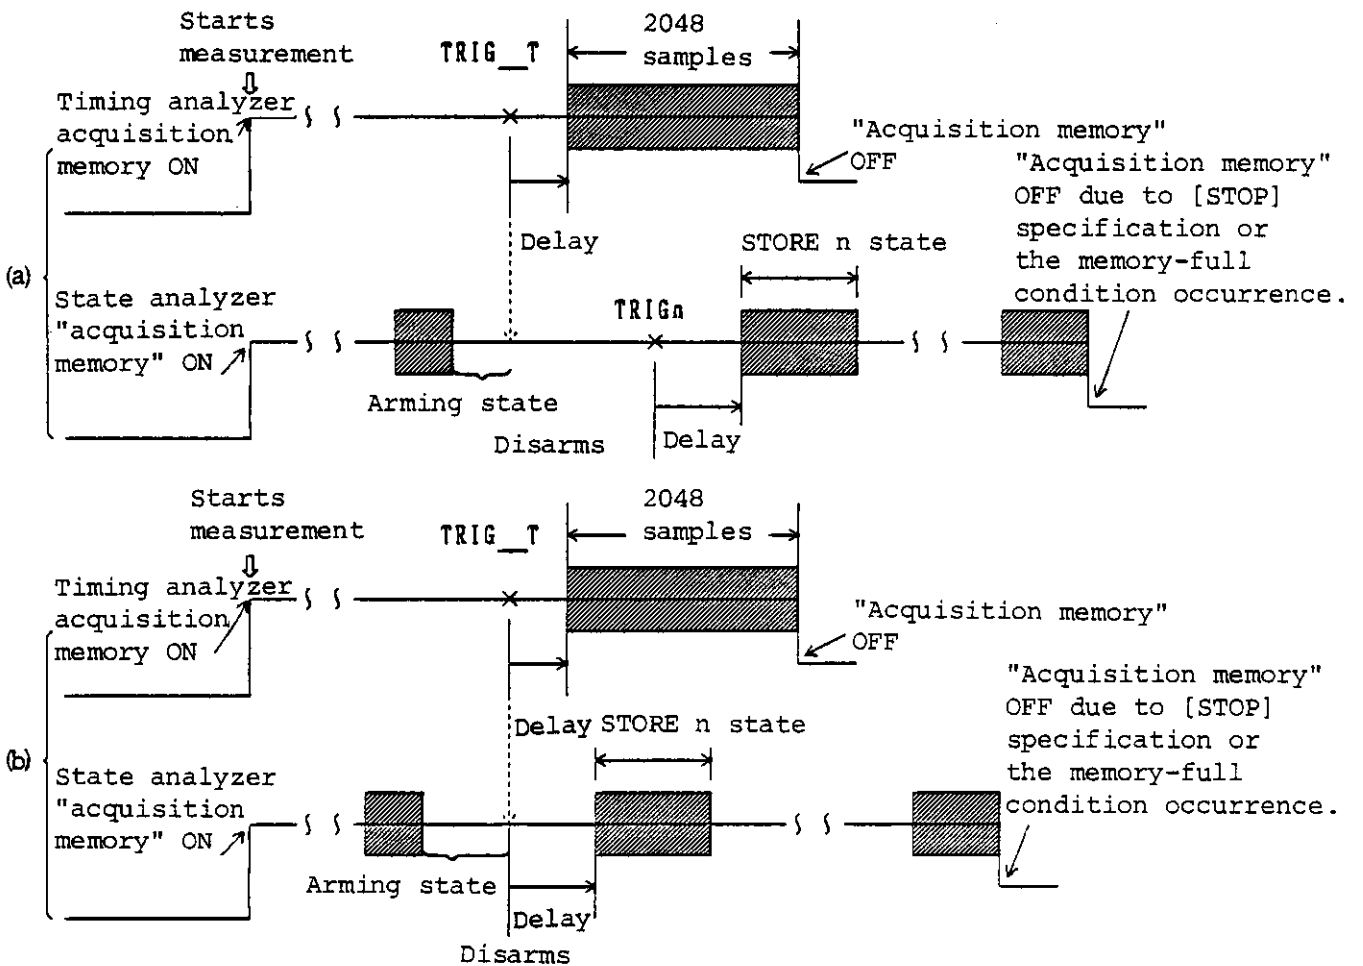 Starts
measurement
TRIG__T
2048
samples
Timing analyzer
acquisition
memory ON
"Acquisition memory"
OFF
"Acquisition memory"
OFF due to [STOP]
specification or
the memory-full
condition occurrence.
Delay
STORE n state
(a)
State analyzer
"acquisition
memory" ON
TRIGn
Arming state
Disarms
Delay
Starts
measurement
TRIG__T
2048
samples
Timing analyzer
acquisition
memory ON
"Acquisition memory"
OFF
"Acquisition memory"
OFF due to [STOP]
specification or
the memory-full
condition occurrence.
Delay
STORE n state
(b)
State analyzer
"acquisition
memory" ON
Arming state
Delay
Disarms